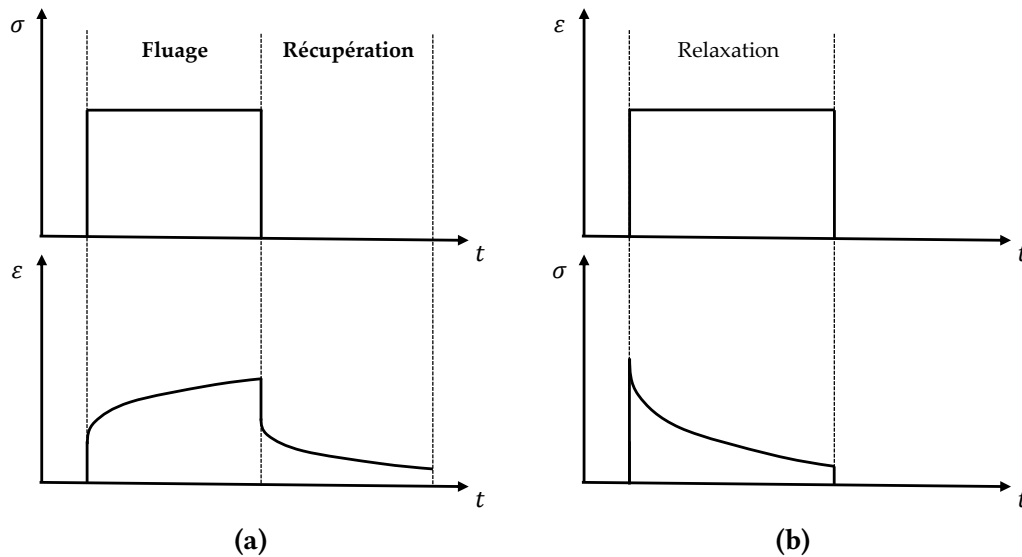 σ
Fluage
Récupération
t
ε
t
(a)
ε
Relaxation
t
σ
t
(b)